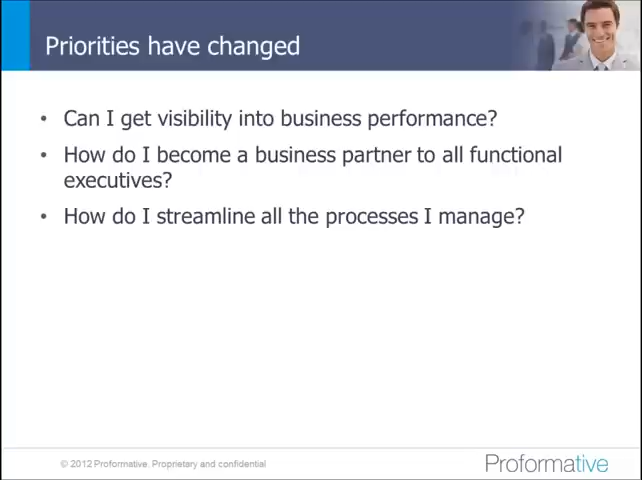 Priorities have changed
• Can I get visibility into business performance?
• How do I become a business partner to all functional
executives?
• How do I streamline all the processes I manage?
© 2012 Proformative. Proprietary and confidential
Proformative